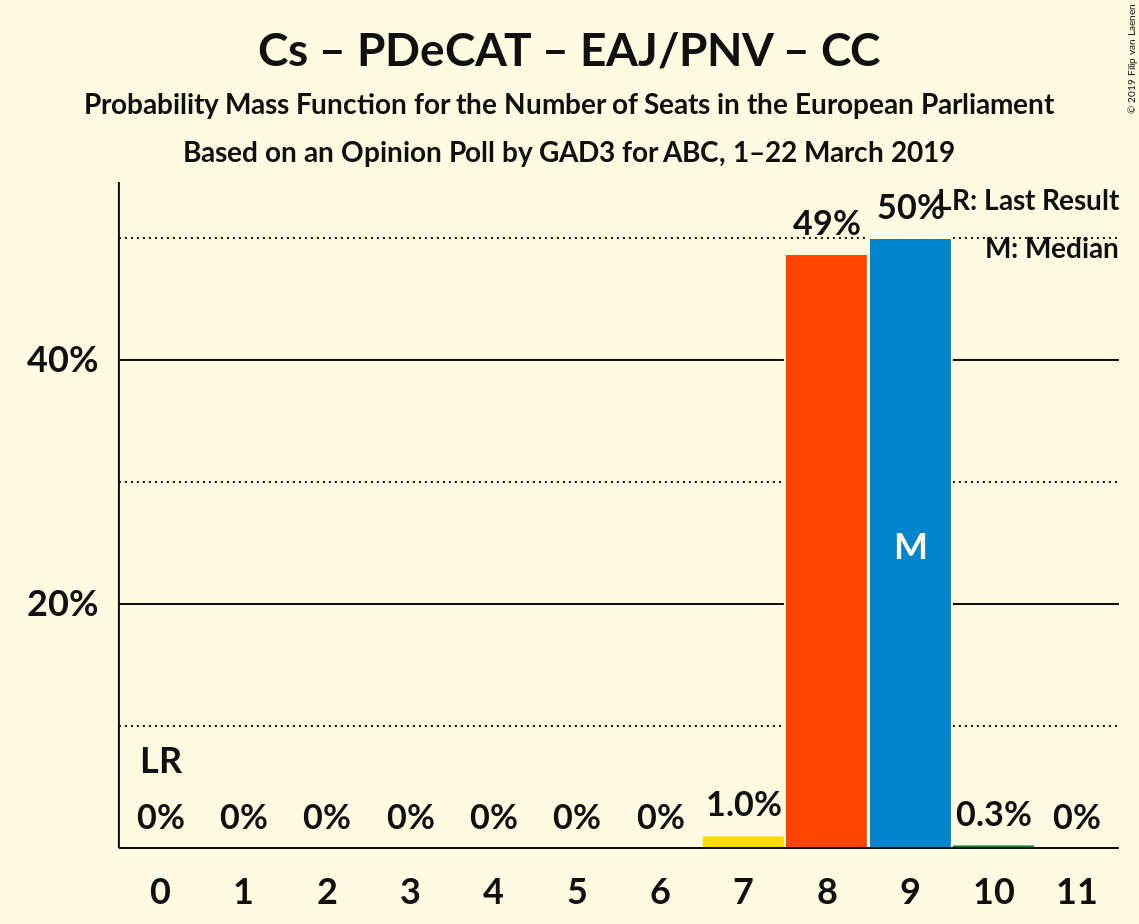 Cs – PDeCAT – EAJ/PNV – CC
Probability Mass Function for the Number of Seats in the European Parliament
Based on an Opinion Poll by GAD3 for ABC, 1–22 March 2019
© 2019 Filip van Laenen
LR: Last Result
M: Median
40%
20%
LR
0% 0% 0% 0% 0% 0% 0% 1.0% 49% 50% 0.3% 0%
M
0 1 2 3 4 5 6 7 8 9 10 11